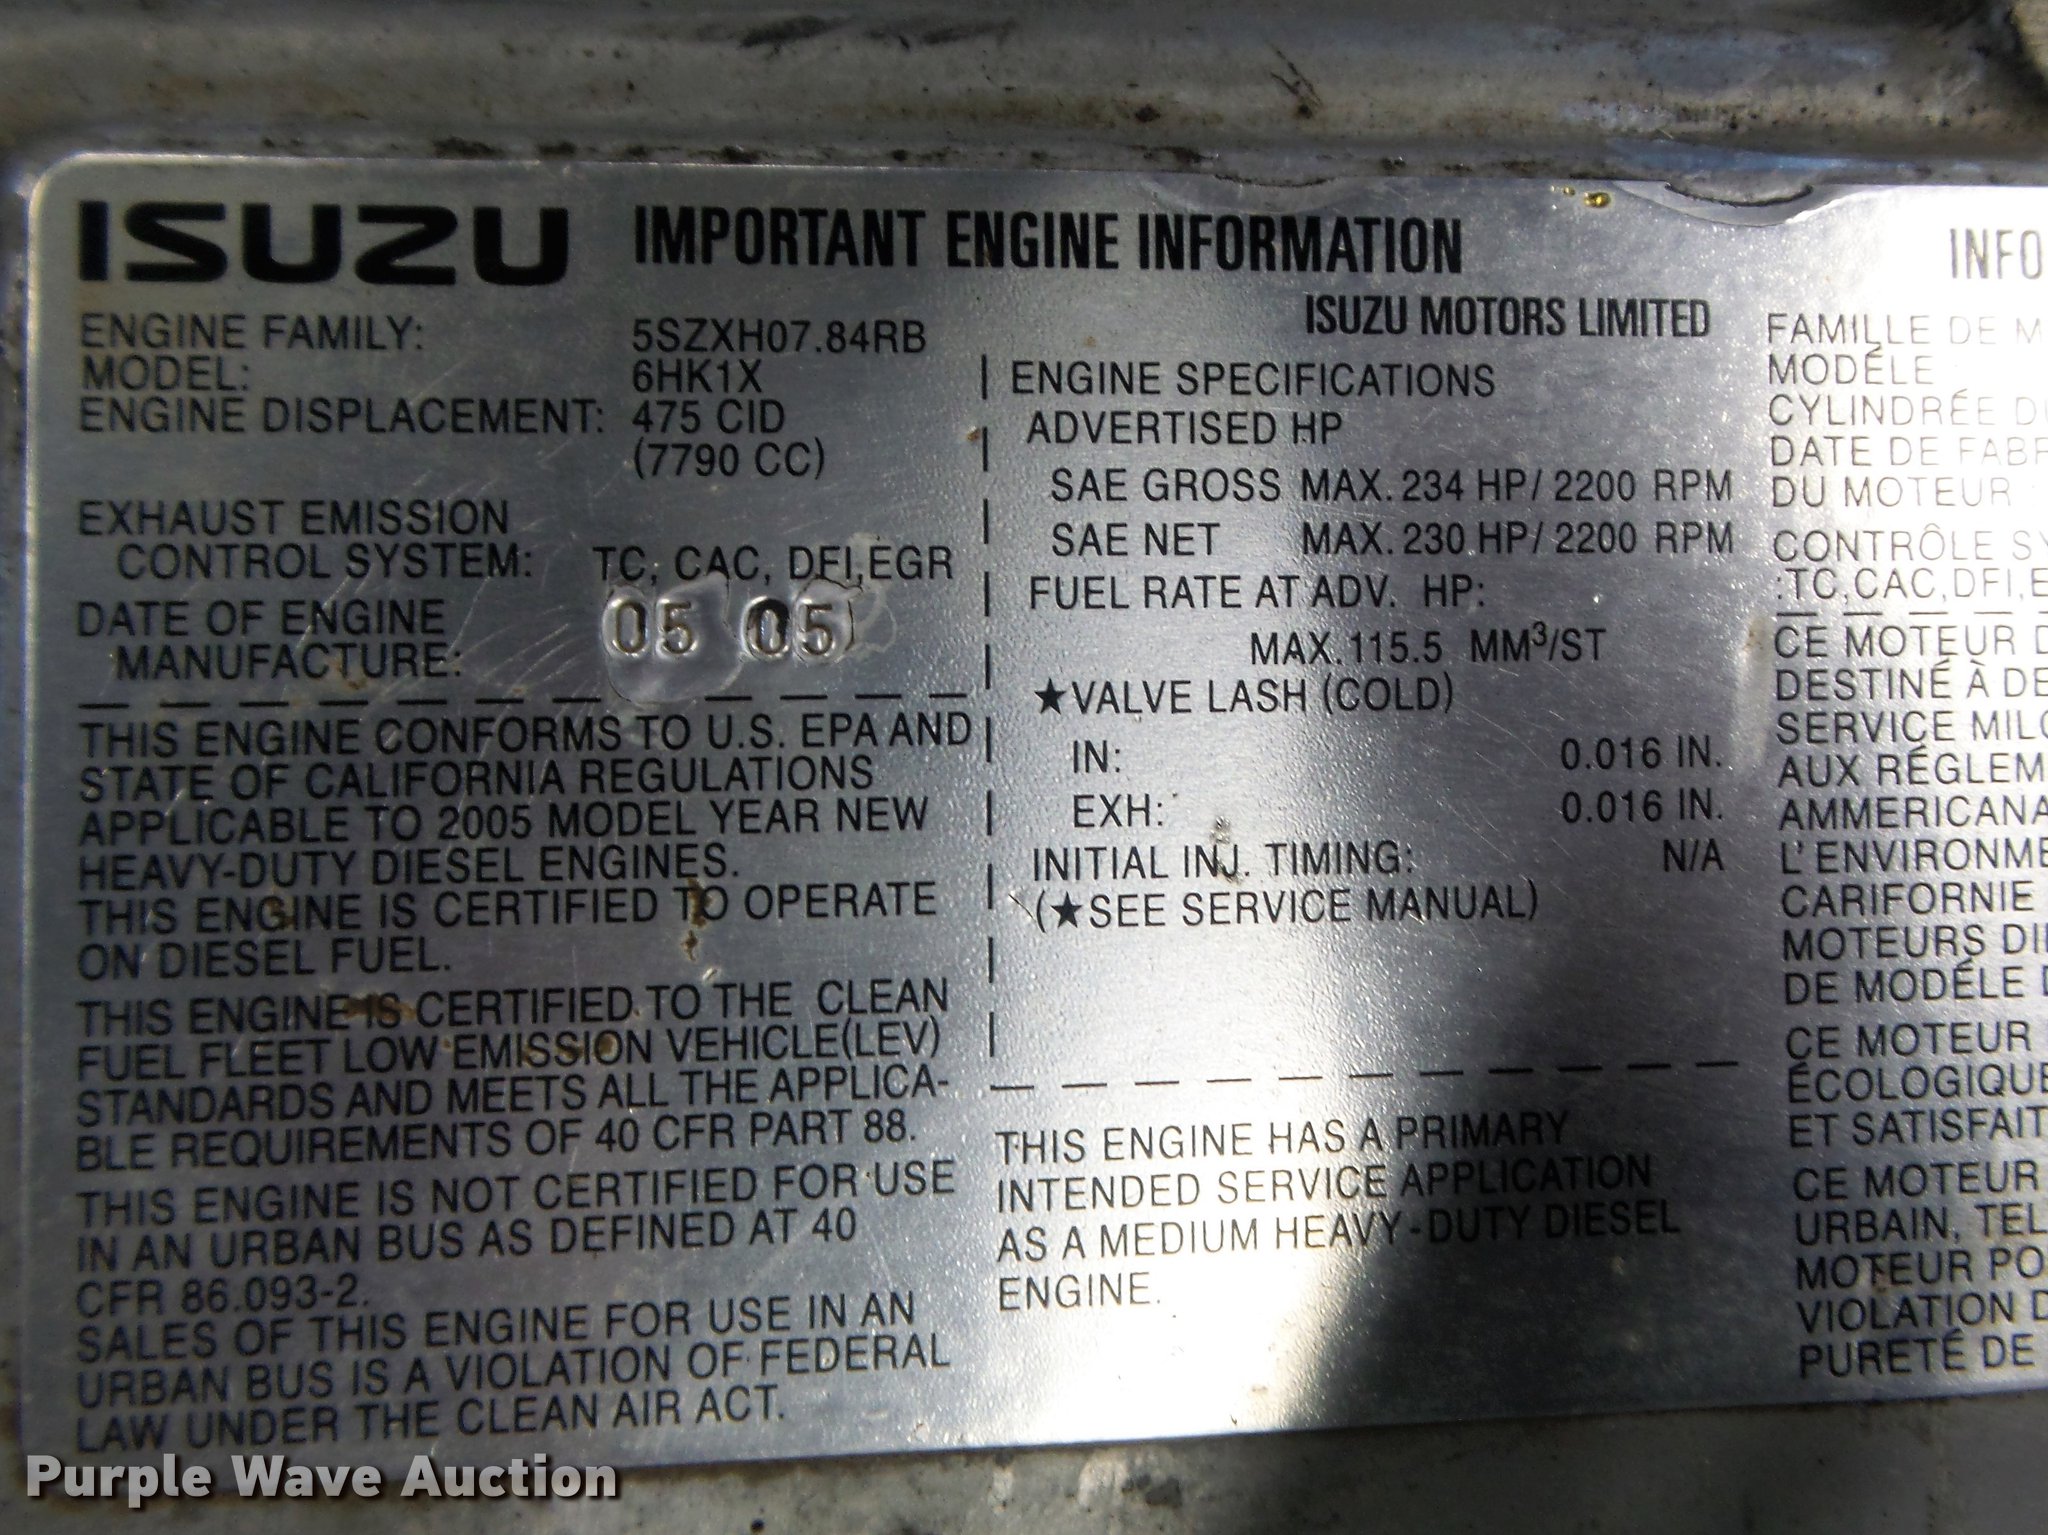 ISUZU IMPORTANT ENGINE INFORMATION
ISUZU MOTORS LIMITED
ENGINE FAMILY: 5SZXH07.84RB
MODEL: 6HK1X
ENGINE DISPLACEMENT: 475 CID
(7790 CC)
EXHAUST EMISSION
CONTROL SYSTEM: TC, CAC, DFI,EGR
DATE OF ENGINE
MANUFACTURE: 05 05
THIS ENGINE CONFORMS TO U.S. EPA AND
STATE OF CALIFORNIA REGULATIONS
APPLICABLE TO 2005 MODEL YEAR NEW
HEAVY-DUTY DIESEL ENGINES.
THIS ENGINE IS CERTIFIED TO OPERATE
ON DIESEL FUEL.
THIS ENGINE IS CERTIFIED TO THE CLEAN
FUEL FLEET LOW EMISSION VEHICLE(LEV)
STANDARDS AND MEETS ALL THE APPLICA-
BLE REQUIREMENTS OF 40 CFR PART 88.
THIS ENGINE IS NOT CERTIFIED FOR USE
IN AN URBAN BUS AS DEFINED AT 40
CFR 86.093-2.
SALES OF THIS ENGINE FOR USE IN AN
URBAN BUS IS A VIOLATION OF FEDERAL
LAW UNDER THE CLEAN AIR ACT.
ENGINE SPECIFICATIONS
ADVERTISED HP
SAE GROSS MAX. 234 HP/ 2200 RPM
SAE NET MAX. 230 HP/ 2200 RPM
FUEL RATE AT ADV. HP:
MAX. 115.5 MM³/ST
★VALVE LASH (COLD)
IN: 0.016 IN.
EXH: 0.016 IN.
INITIAL INJ. TIMING: N/A
(★SEE SERVICE MANUAL)
THIS ENGINE HAS A PRIMARY
INTENDED SERVICE APPLICATION
AS A MEDIUM HEAVY-DUTY DIESEL
ENGINE.
INFO
FAMILLE DE M
MODÉLE
CYLINDRÉE D
DATE DE FABR
DU MOTEUR
CONTRÔLE SY
:TC,CAC,DFI,E
CE MOTEUR D
DESTINÉ À DE
SERVICE MILO
AUX RÉGLEM
AMMERICANA
L'ENVIRONME
CARIFORNIE
MOTEURS DI
DE MODÉLE D
CE MOTEUR
ÉCOLOGIQUE
ET SATISFAIT
CE MOTEUR
URBAIN, TEL
MOTEUR PO
VIOLATION D
PURETÉ DE
Purple Wave Auction